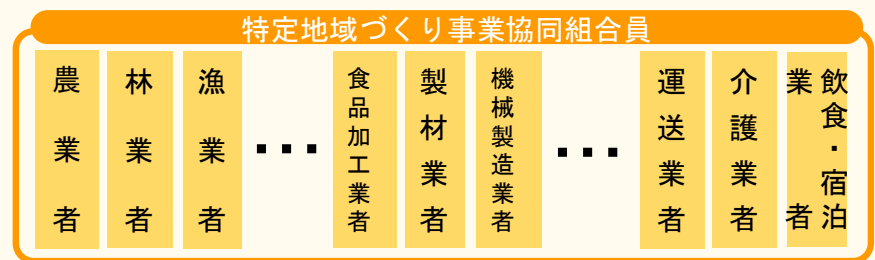 特定地域づくり事業協同組合員
農業者
林業者
漁業者
･･･
食品加工業者
製材業者
機械製造業者
･･･
運送業者
介護業者
飲食・宿泊
業者